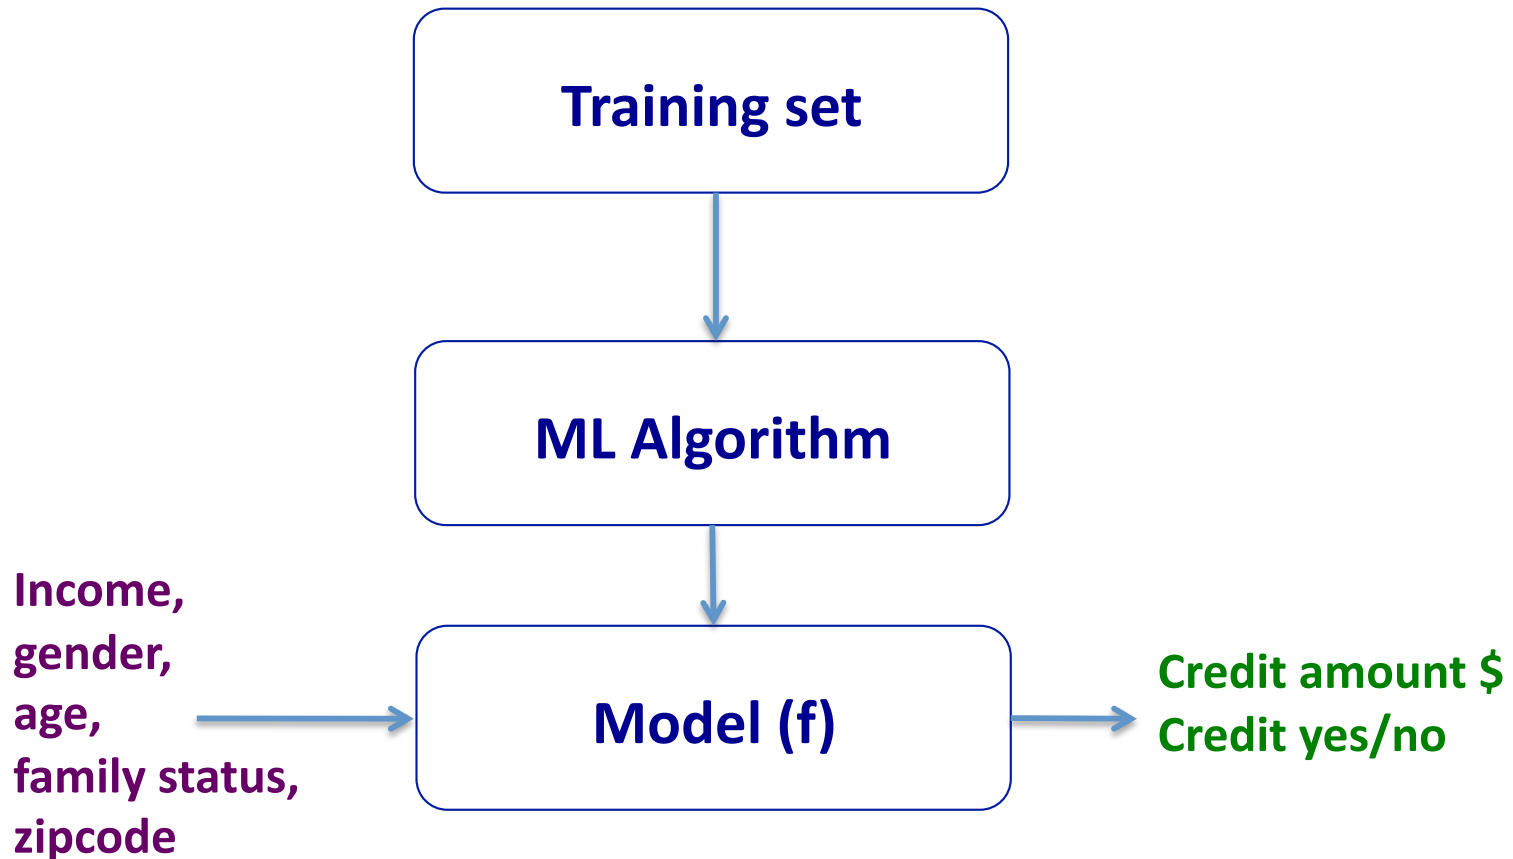 Training set
ML Algorithm
Income,
gender,
age,
family status,
zipcode
Model (f)
Credit amount $
Credit yes/no